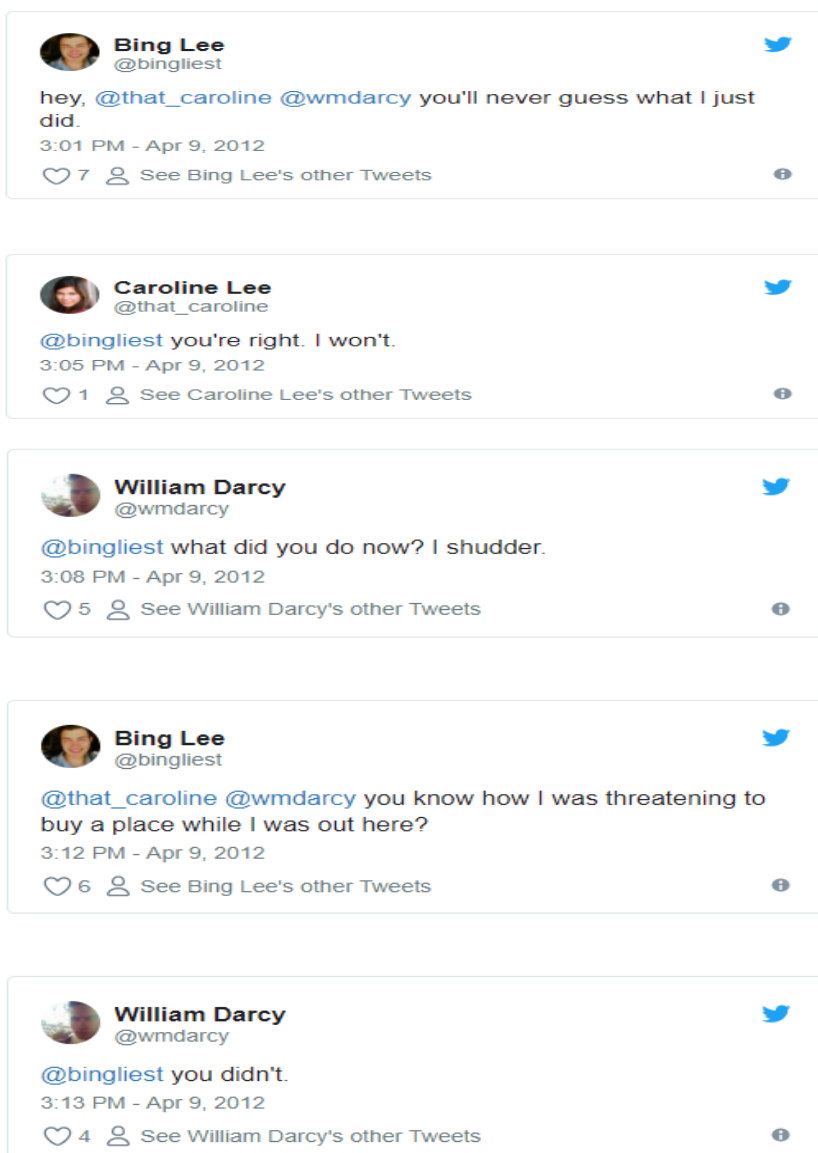 Bing Lee
@bingliest
hey, @that_caroline @wmdarcy you'll never guess what I just
did.
3:01 PM - Apr 9, 2012
7 See Bing Lee's other Tweets
Caroline Lee
@that_caroline
@bingliest you're right. I won't.
3:05 PM - Apr 9, 2012
1 See Caroline Lee's other Tweets
William Darcy
@wmdarcy
@bingliest what did you do now? I shudder.
3:08 PM - Apr 9, 2012
5 See William Darcy's other Tweets
Bing Lee
@bingliest
@that_caroline @wmdarcy you know how I was threatening to
buy a place while I was out here?
3:12 PM - Apr 9, 2012
6 See Bing Lee's other Tweets
William Darcy
@wmdarcy
@bingliest you didn't.
3:13 PM - Apr 9, 2012
4 See William Darcy's other Tweets